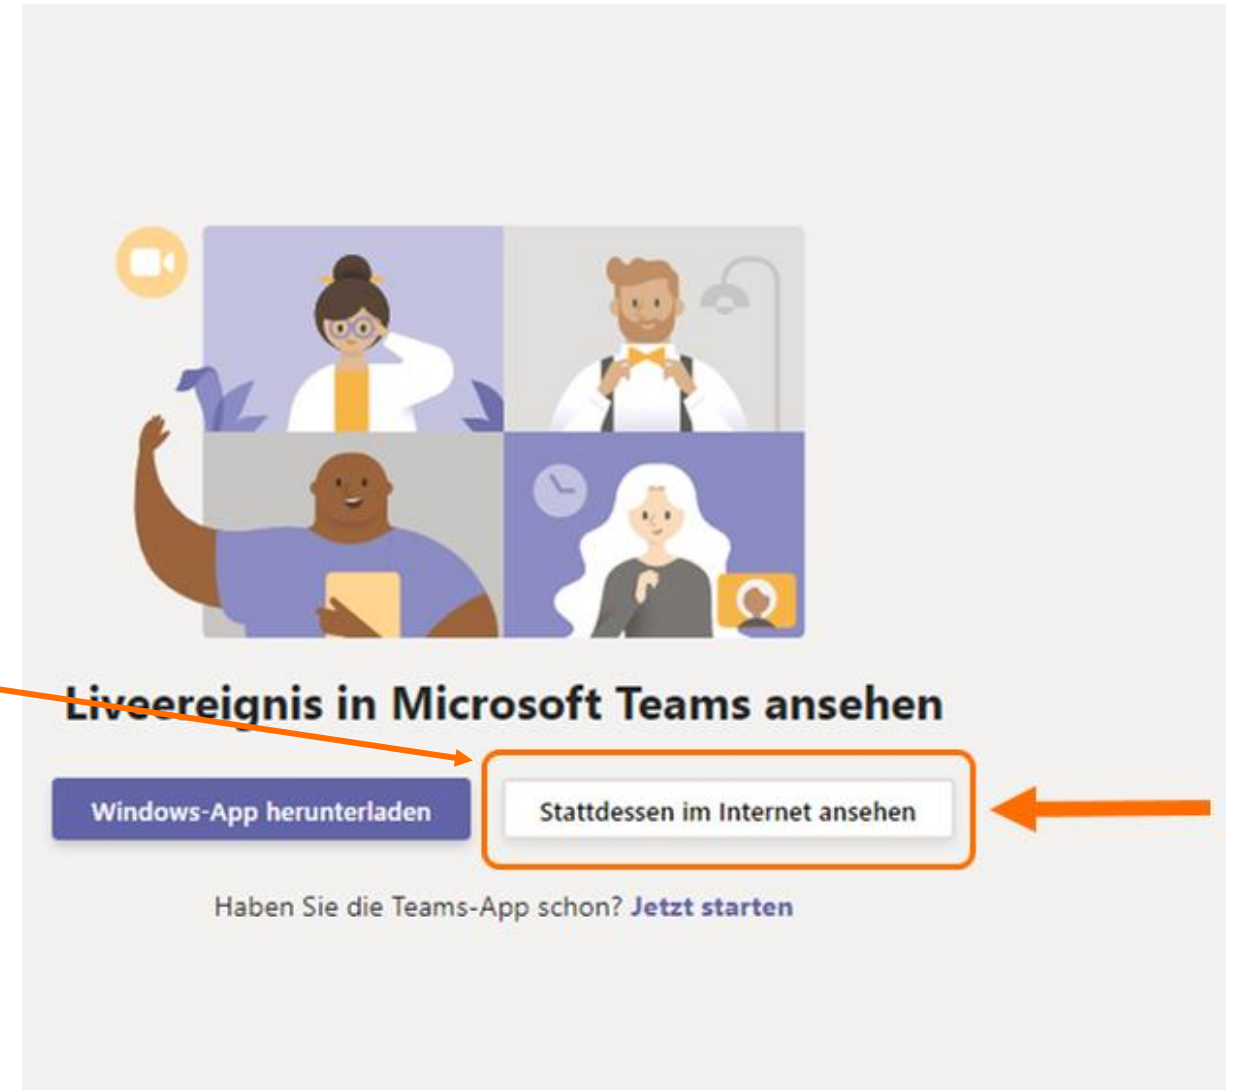 Liveereignis in Microsoft Teams ansehen
Windows-App herunterladen
Stattdessen im Internet ansehen
Haben Sie die Teams-App schon? Jetzt starten